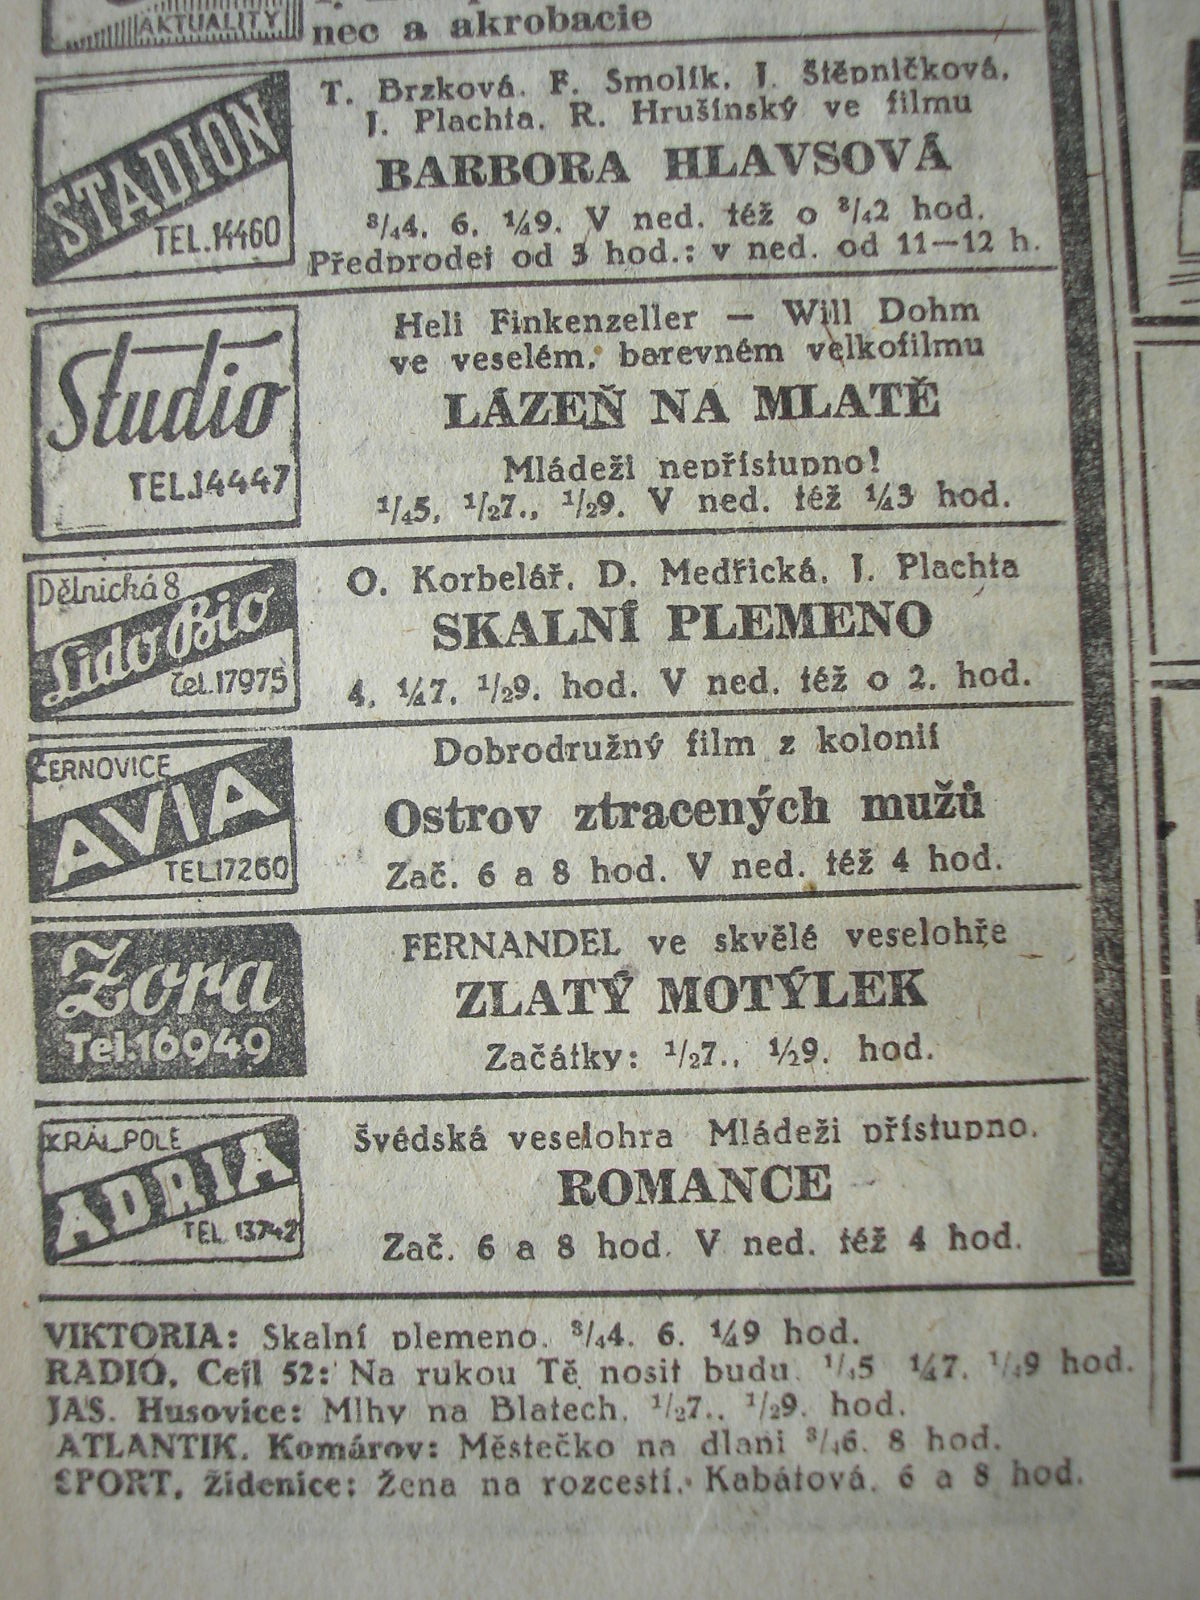 AKTUALITY
nec a akrobacie
STADION
TEL.14460
T. Brzková, F. Smolík, J. Štěpničková,
J. Plachta, R. Hrušínský ve filmu
BARBORA HLAVSOVÁ
3/44, 6, 1/49. V ned. též o 3/42 hod.
Předprodej od 3 hod.; v ned. od 11—12 h.
Studio
TEL.14447
Heli Finkenzeller — Will Dohm
ve veselém, barevném velkofilmu
LÁZEŇ NA MLATĚ
Mládeži nepřístupno!
1/45, 1/27., 1/29. V ned. též 1/43 hod.
Dělnická 8
Lido Bio
tel.17975
O. Korbelář, D. Medřická, J. Plachta
SKALNÍ PLEMENO
4, 1/47, 1/29. hod. V ned. též o 2. hod.
ČERNOVICE
AVIA
TEL.17260
Dobrodružný film z kolonií
Ostrov ztracených mužů
Zač. 6 a 8 hod. V ned. též 4 hod.
Zora
Tel.16949
FERNANDEL ve skvělé veselohře
ZLATÝ MOTÝLEK
Začátky: 1/27., 1/29. hod.
KRÁL.POLE
ADRIA
TEL. 13742
Švédská veselohra Mládeži přístupno.
ROMANCE
Zač. 6 a 8 hod. V ned. též 4 hod.
VIKTORIA: Skalní plemeno. 3/44. 6. 1/49 hod.
RADIO, Cejl 52: Na rukou Tě nosit budu. 1/45 1/47, 1/49 hod.
JAS. Husovice: Mlhy na Blatech. 1/27., 1/29. hod.
ATLANTIK, Komárov: Městečko na dlani 3/46. 8 hod.
SPORT, Židenice: Žena na rozcestí. Kabátová. 6 a 8 hod.